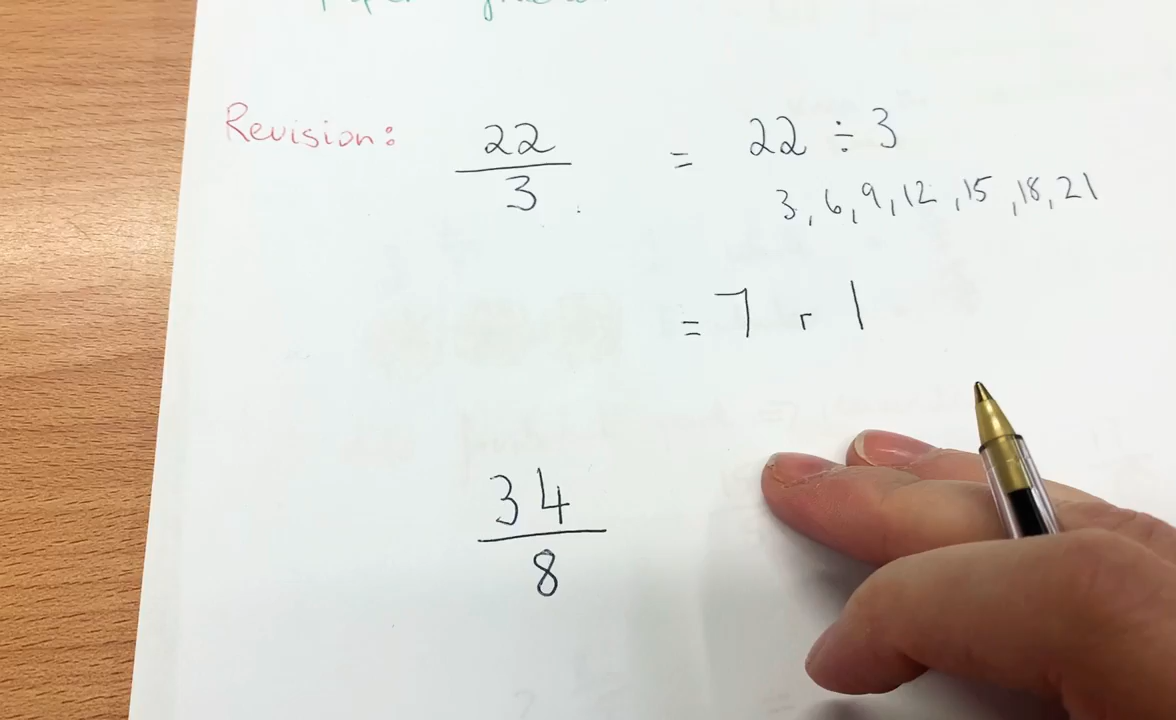 Revision: 22/3 = 22 ÷ 3
3, 6, 9, 12, 15, 18, 21
= 7 r 1
34/8